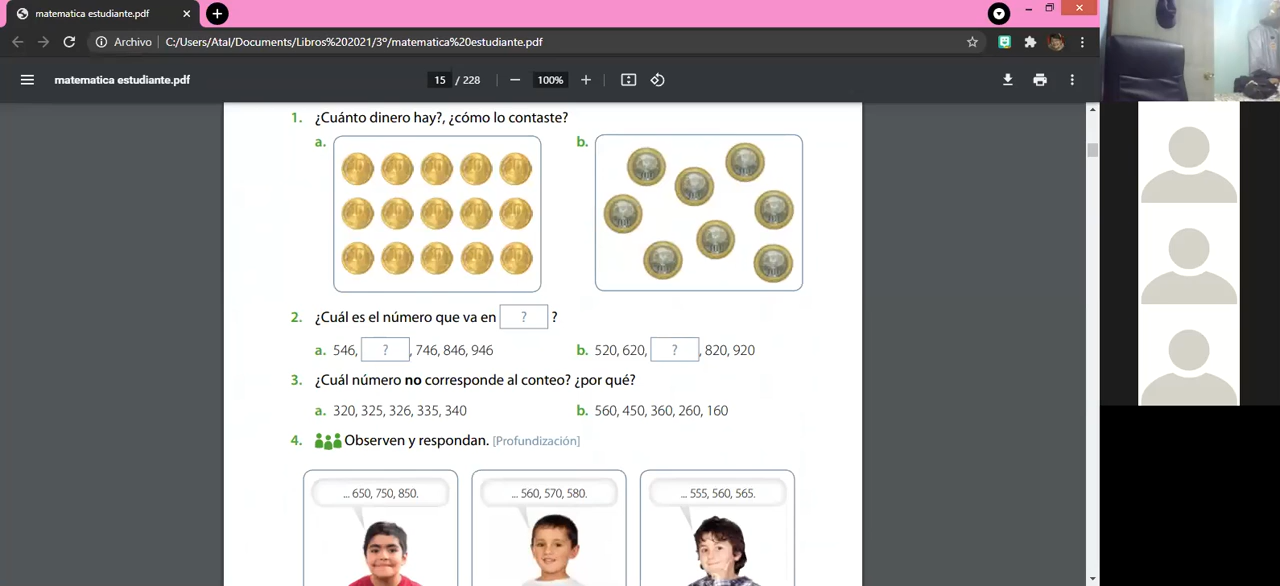 matematica estudiante.pdf
Archivo C:/Users/Atal/Documents/Libros%202021/3º/matematica%20estudiante.pdf
matematica estudiante.pdf 15 / 228 100%
1. ¿Cuánto dinero hay?, ¿cómo lo contaste?
a. b.
2. ¿Cuál es el número que va en ? ?
a. 546, ? , 746, 846, 946 b. 520, 620, ? , 820, 920
3. ¿Cuál número no corresponde al conteo? ¿por qué?
a. 320, 325, 326, 335, 340 b. 560, 450, 360, 260, 160
4. Observen y respondan. [Profundización]
... 650, 750, 850. ... 560, 570, 580. ... 555, 560, 565.